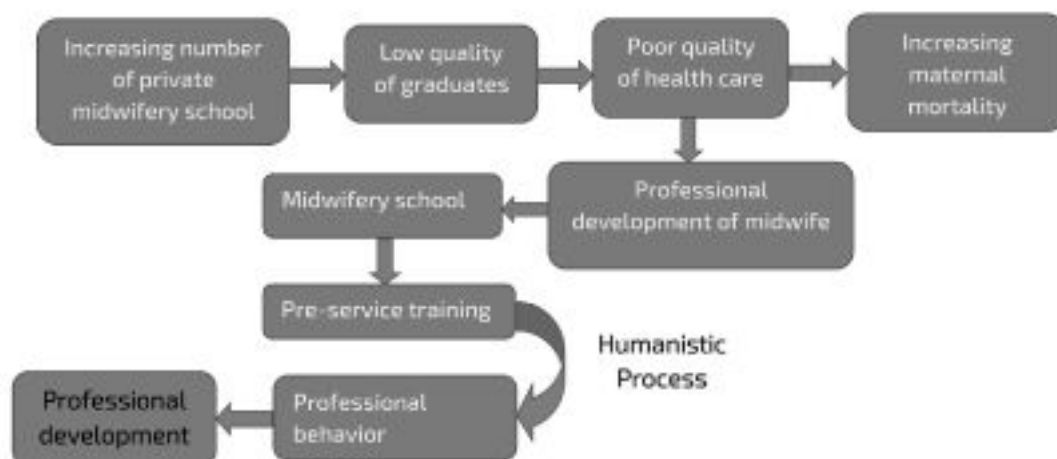 Increasing number
of private
midwifery school
Low quality
of graduates
Poor quality
of health care
Increasing
maternal
mortality
Professional
development of midwife
Midwifery school
Pre-service training
Humanistic
Process
Professional
behavior
Professional
development